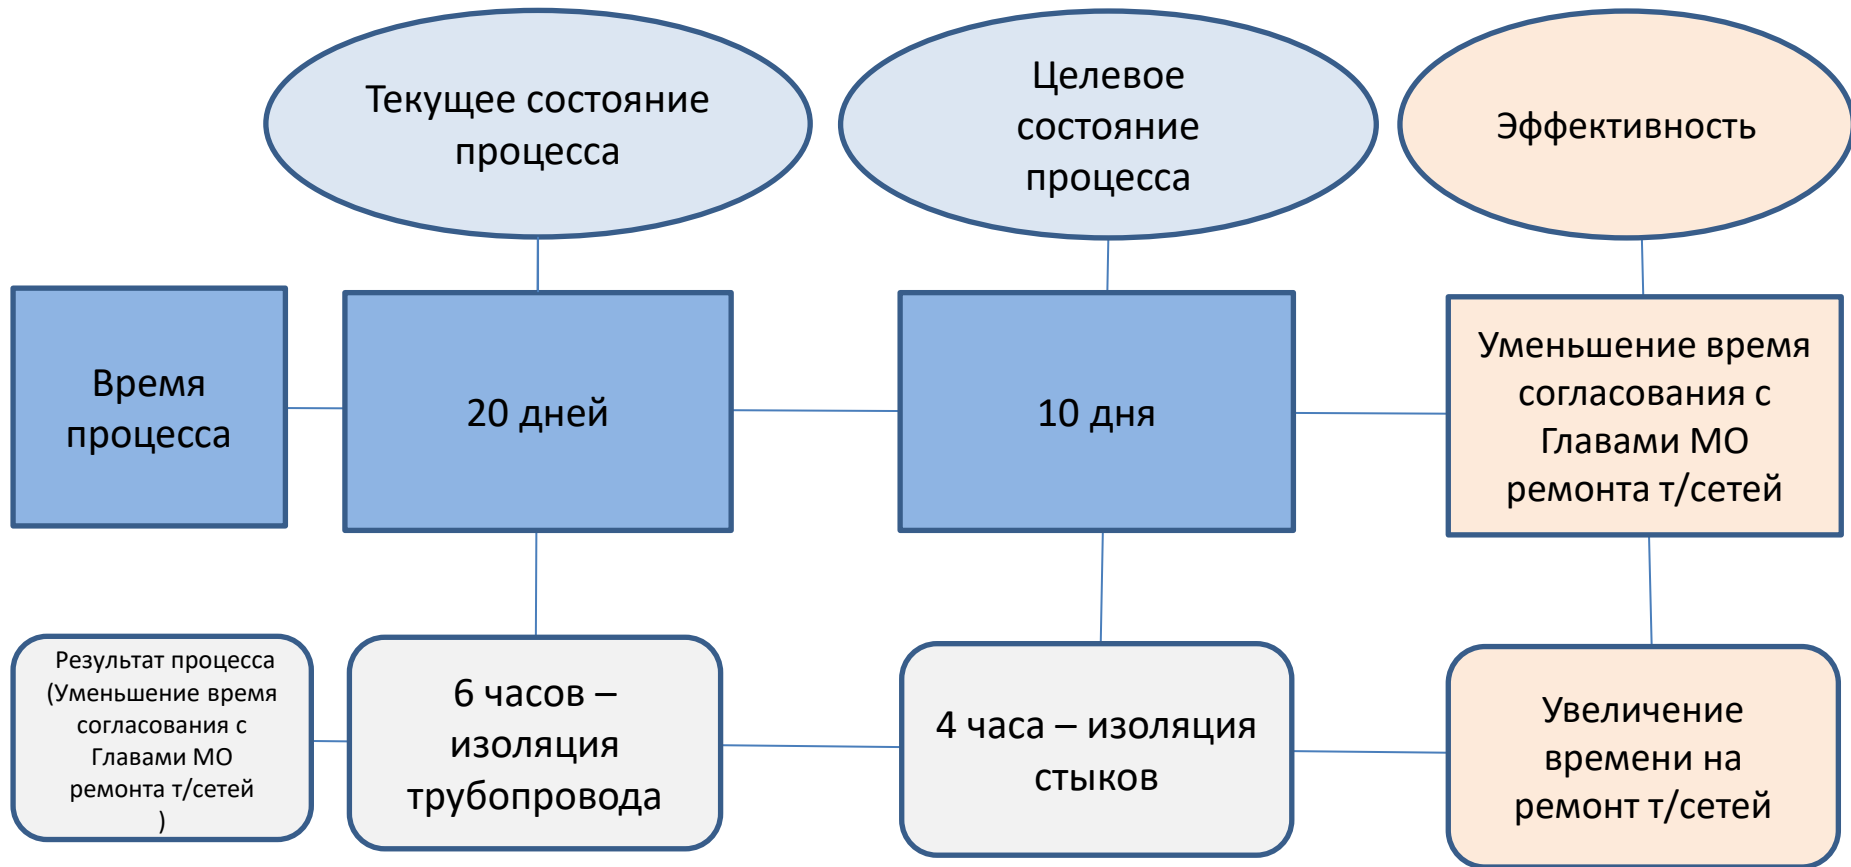 Текущее состояние
процесса
Целевое
состояние
процесса
Эффективность
Время
процесса
20 дней
10 дня
Уменьшение время
согласования с
Главами МО
ремонта т/сетей
Результат процесса
(Уменьшение время
согласования с
Главами МО
ремонта т/сетей
)
6 часов –
изоляция
трубопровода
4 часа – изоляция
стыков
Увеличение
времени на
ремонт т/сетей